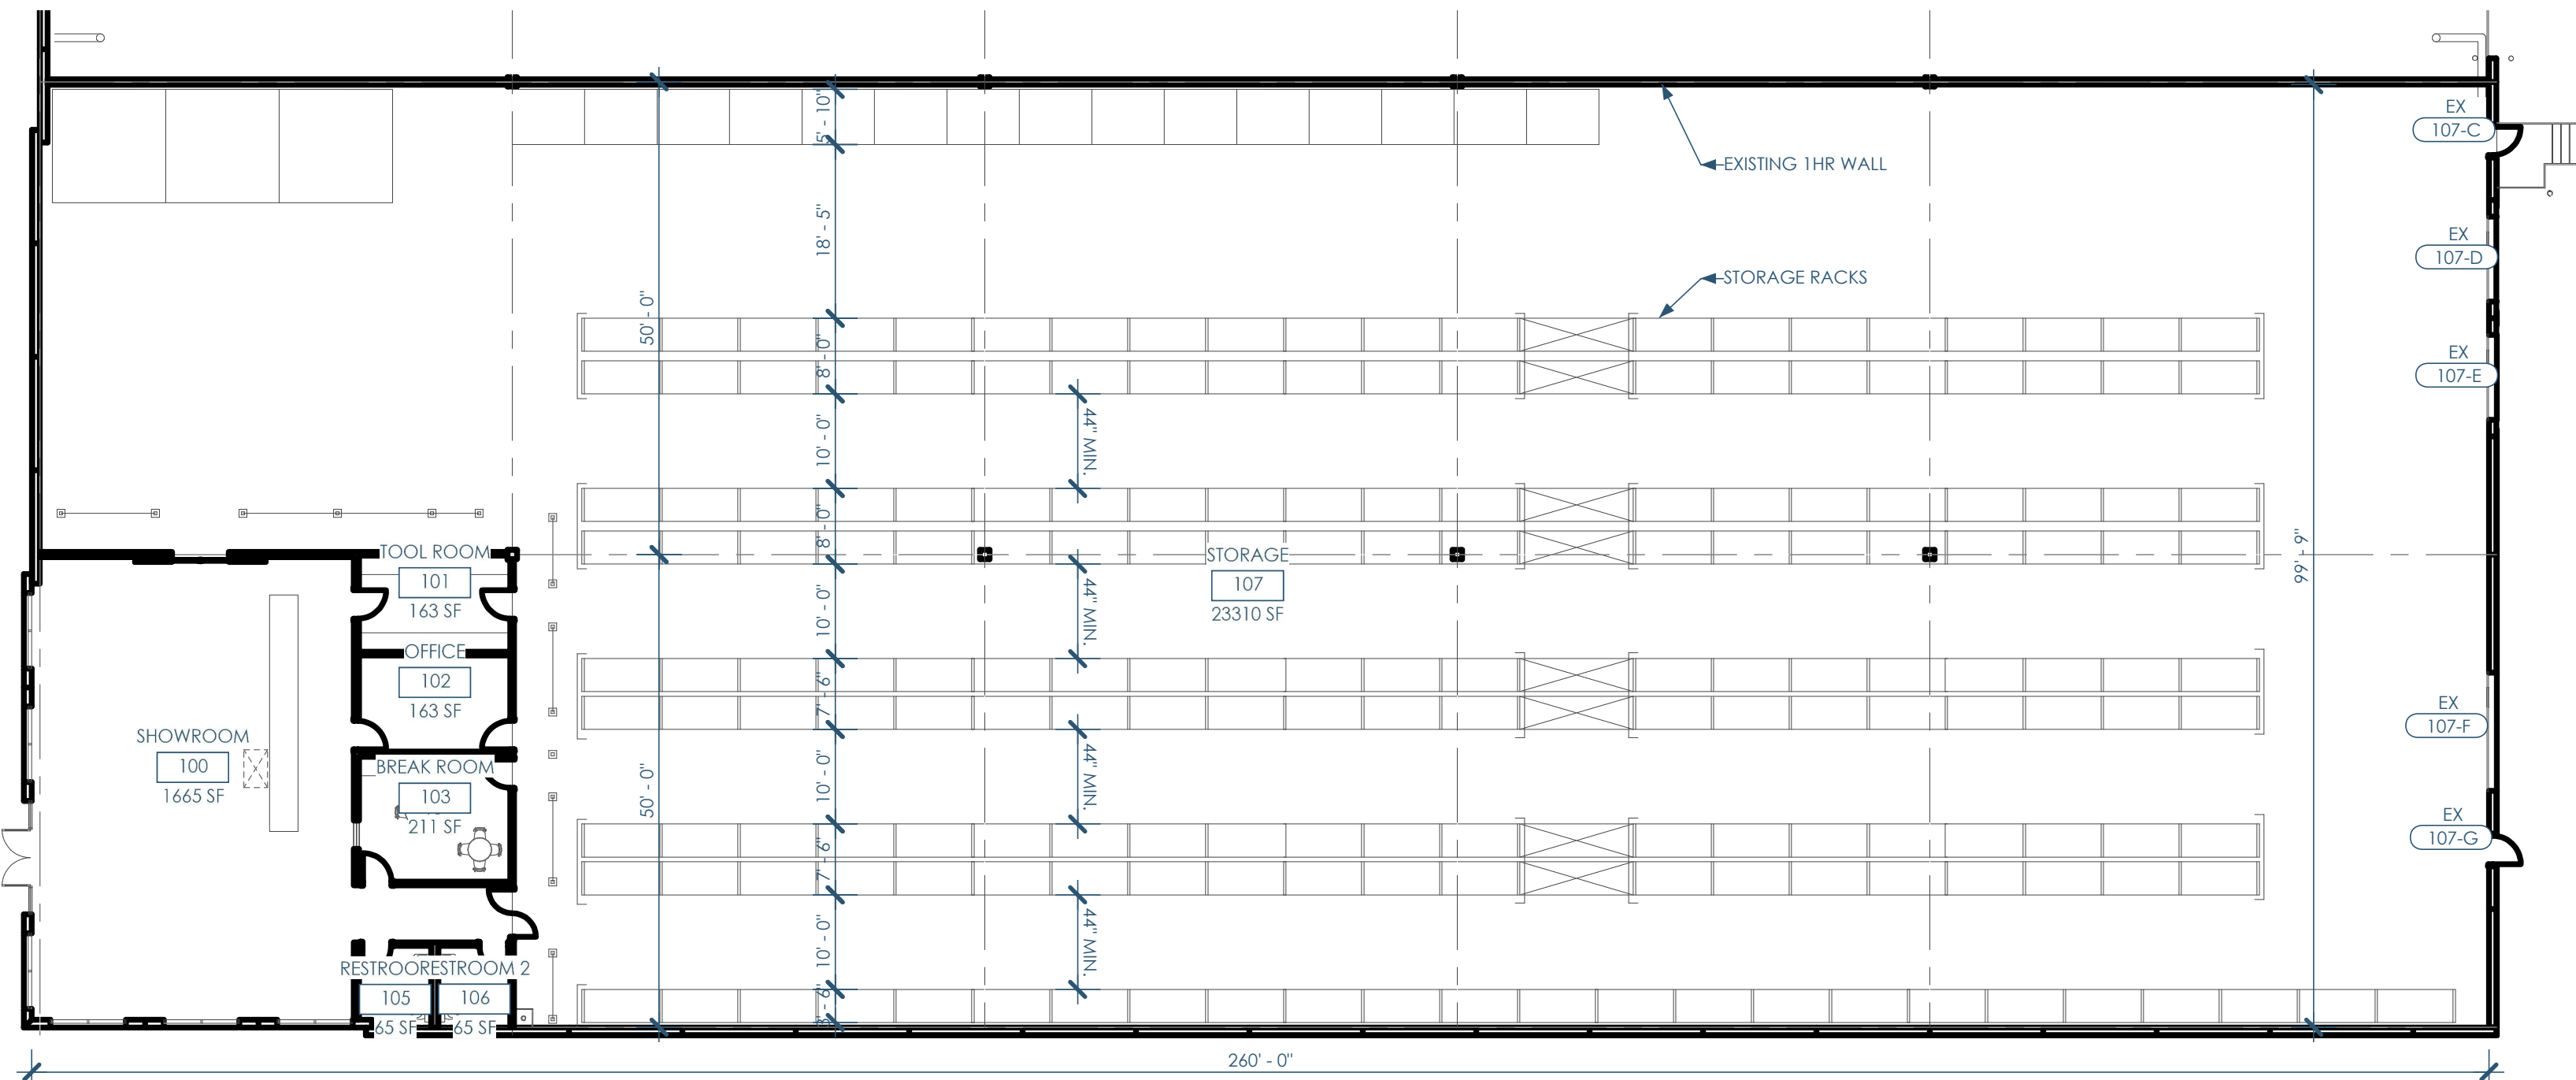 EX
107-C
5' - 10"
EXISTING 1HR WALL
18' - 5"
EX
107-D
STORAGE RACKS
50' - 0"
8' - 0"
EX
107-E
10' - 0"
44" MIN.
8' - 0"
99' - 9"
TOOL ROOM
101
163 SF
STORAGE
107
23310 SF
10' - 0"
44" MIN.
OFFICE
102
163 SF
7' - 6"
EX
107-F
SHOWROOM
100
1665 SF
BREAK ROOM
103
211 SF
50' - 0"
10' - 0"
44" MIN.
EX
107-G
7' - 6"
10' - 0"
44" MIN.
RESTROO
RESTROOM 2
105
106
65 SF
65 SF
3' - 6"
260' - 0"